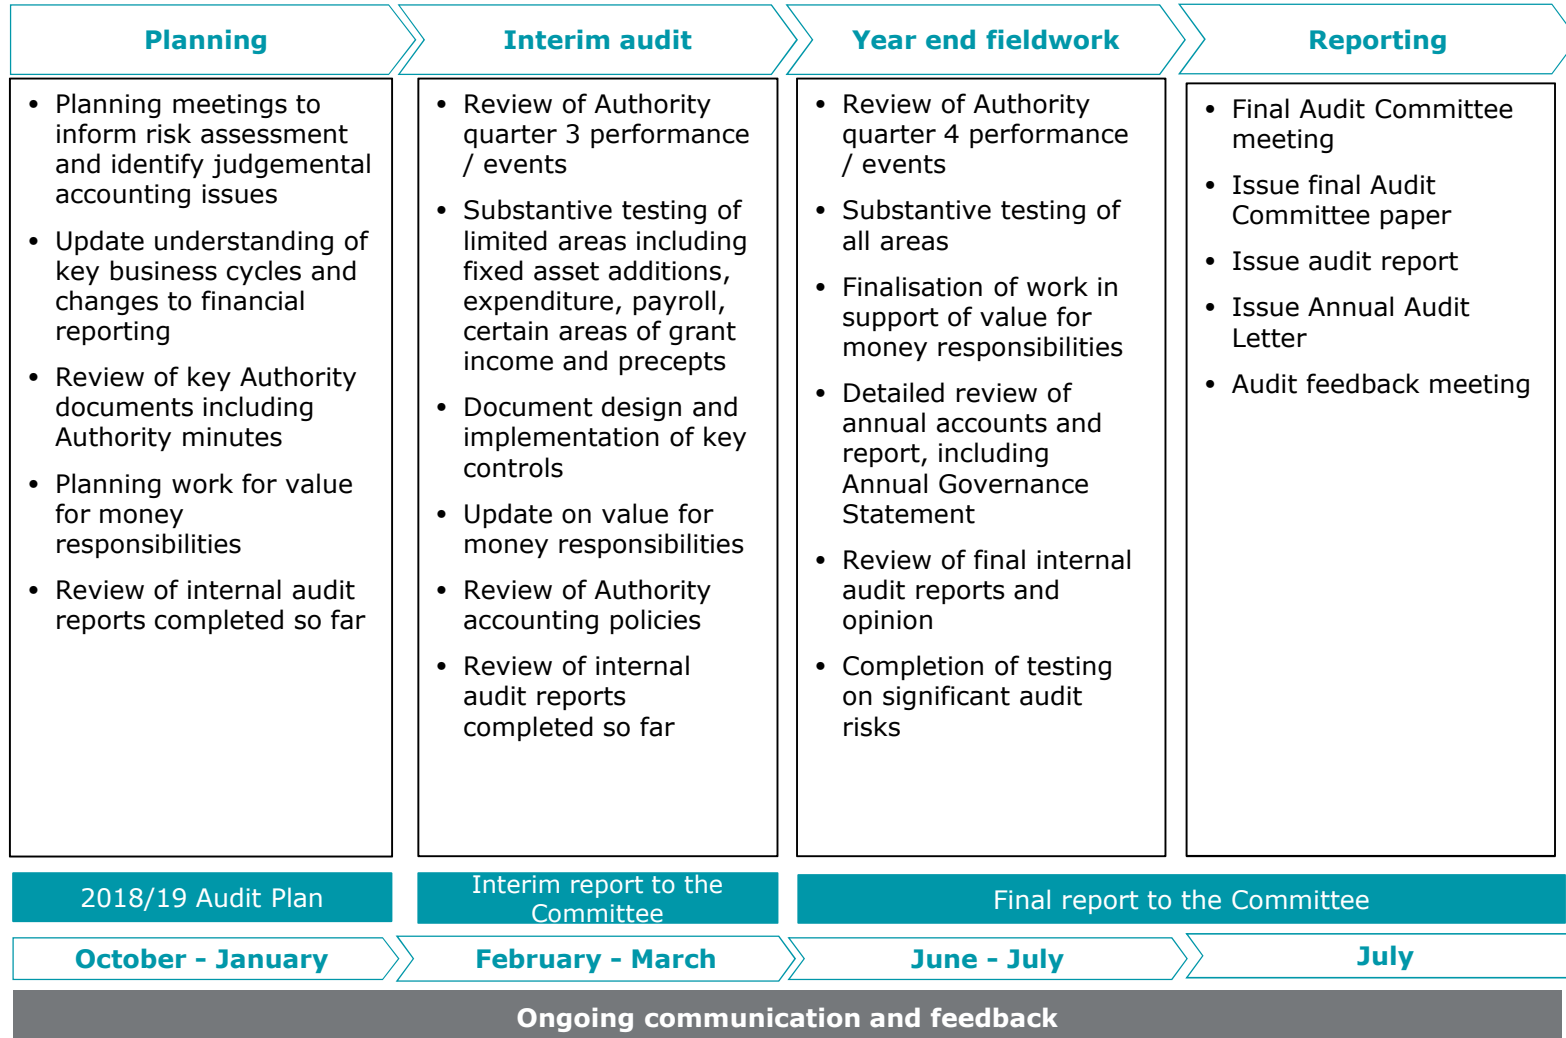 Planning
Interim audit
Year end fieldwork
Reporting
• Planning meetings to
inform risk assessment
and identify judgemental
accounting issues
• Update understanding of
key business cycles and
changes to financial
reporting
• Review of key Authority
documents including
Authority minutes
• Planning work for value
for money
responsibilities
• Review of internal audit
reports completed so far
• Review of Authority
quarter 3 performance
/ events
• Substantive testing of
limited areas including
fixed asset additions,
expenditure, payroll,
certain areas of grant
income and precepts
• Document design and
implementation of key
controls
• Update on value for
money responsibilities
• Review of Authority
accounting policies
• Review of internal
audit reports
completed so far
• Review of Authority
quarter 4 performance
/ events
• Substantive testing of
all areas
• Finalisation of work in
support of value for
money responsibilities
• Detailed review of
annual accounts and
report, including
Annual Governance
Statement
• Review of final internal
audit reports and
opinion
• Completion of testing
on significant audit
risks
• Final Audit Committee
meeting
• Issue final Audit
Committee paper
• Issue audit report
• Issue Annual Audit
Letter
• Audit feedback meeting
2018/19 Audit Plan
Interim report to the
Committee
Final report to the Committee
October - January
February - March
June - July
July
Ongoing communication and feedback